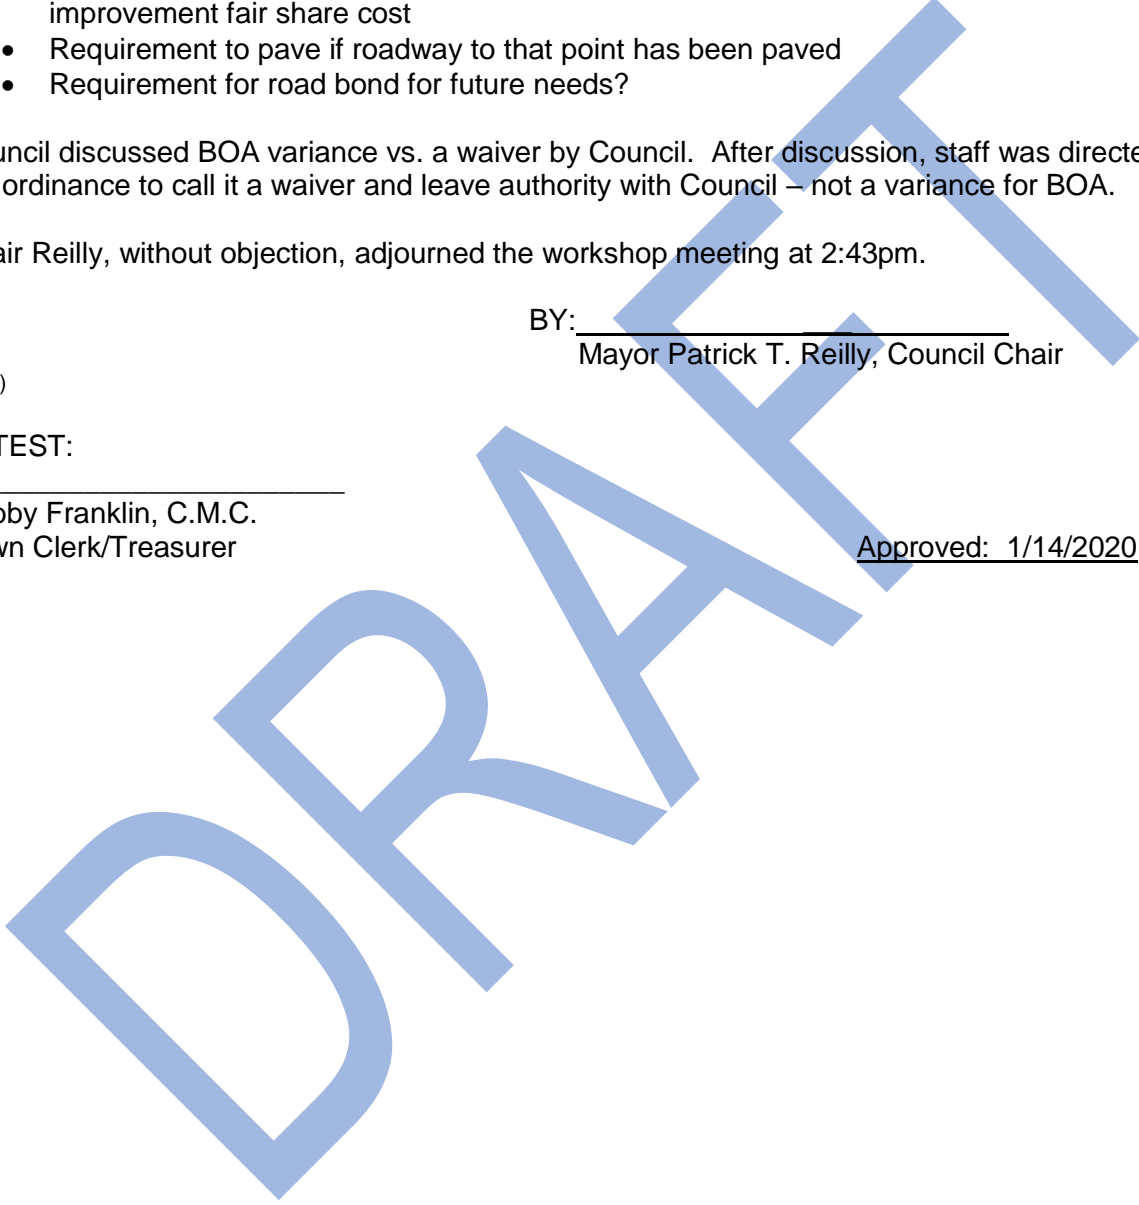 improvement fair share cost
• Requirement to pave if roadway to that point has been paved
• Requirement for road bond for future needs?
uncil discussed BOA variance vs. a waiver by Council. After discussion, staff was directe
ordinance to call it a waiver and leave authority with Council – not a variance for BOA.
air Reilly, without objection, adjourned the workshop meeting at 2:43pm.
BY:
Mayor Patrick T. Reilly, Council Chair
)
TEST:
bby Franklin, C.M.C.
wn Clerk/Treasurer Approved: 1/14/2020
DRAFT